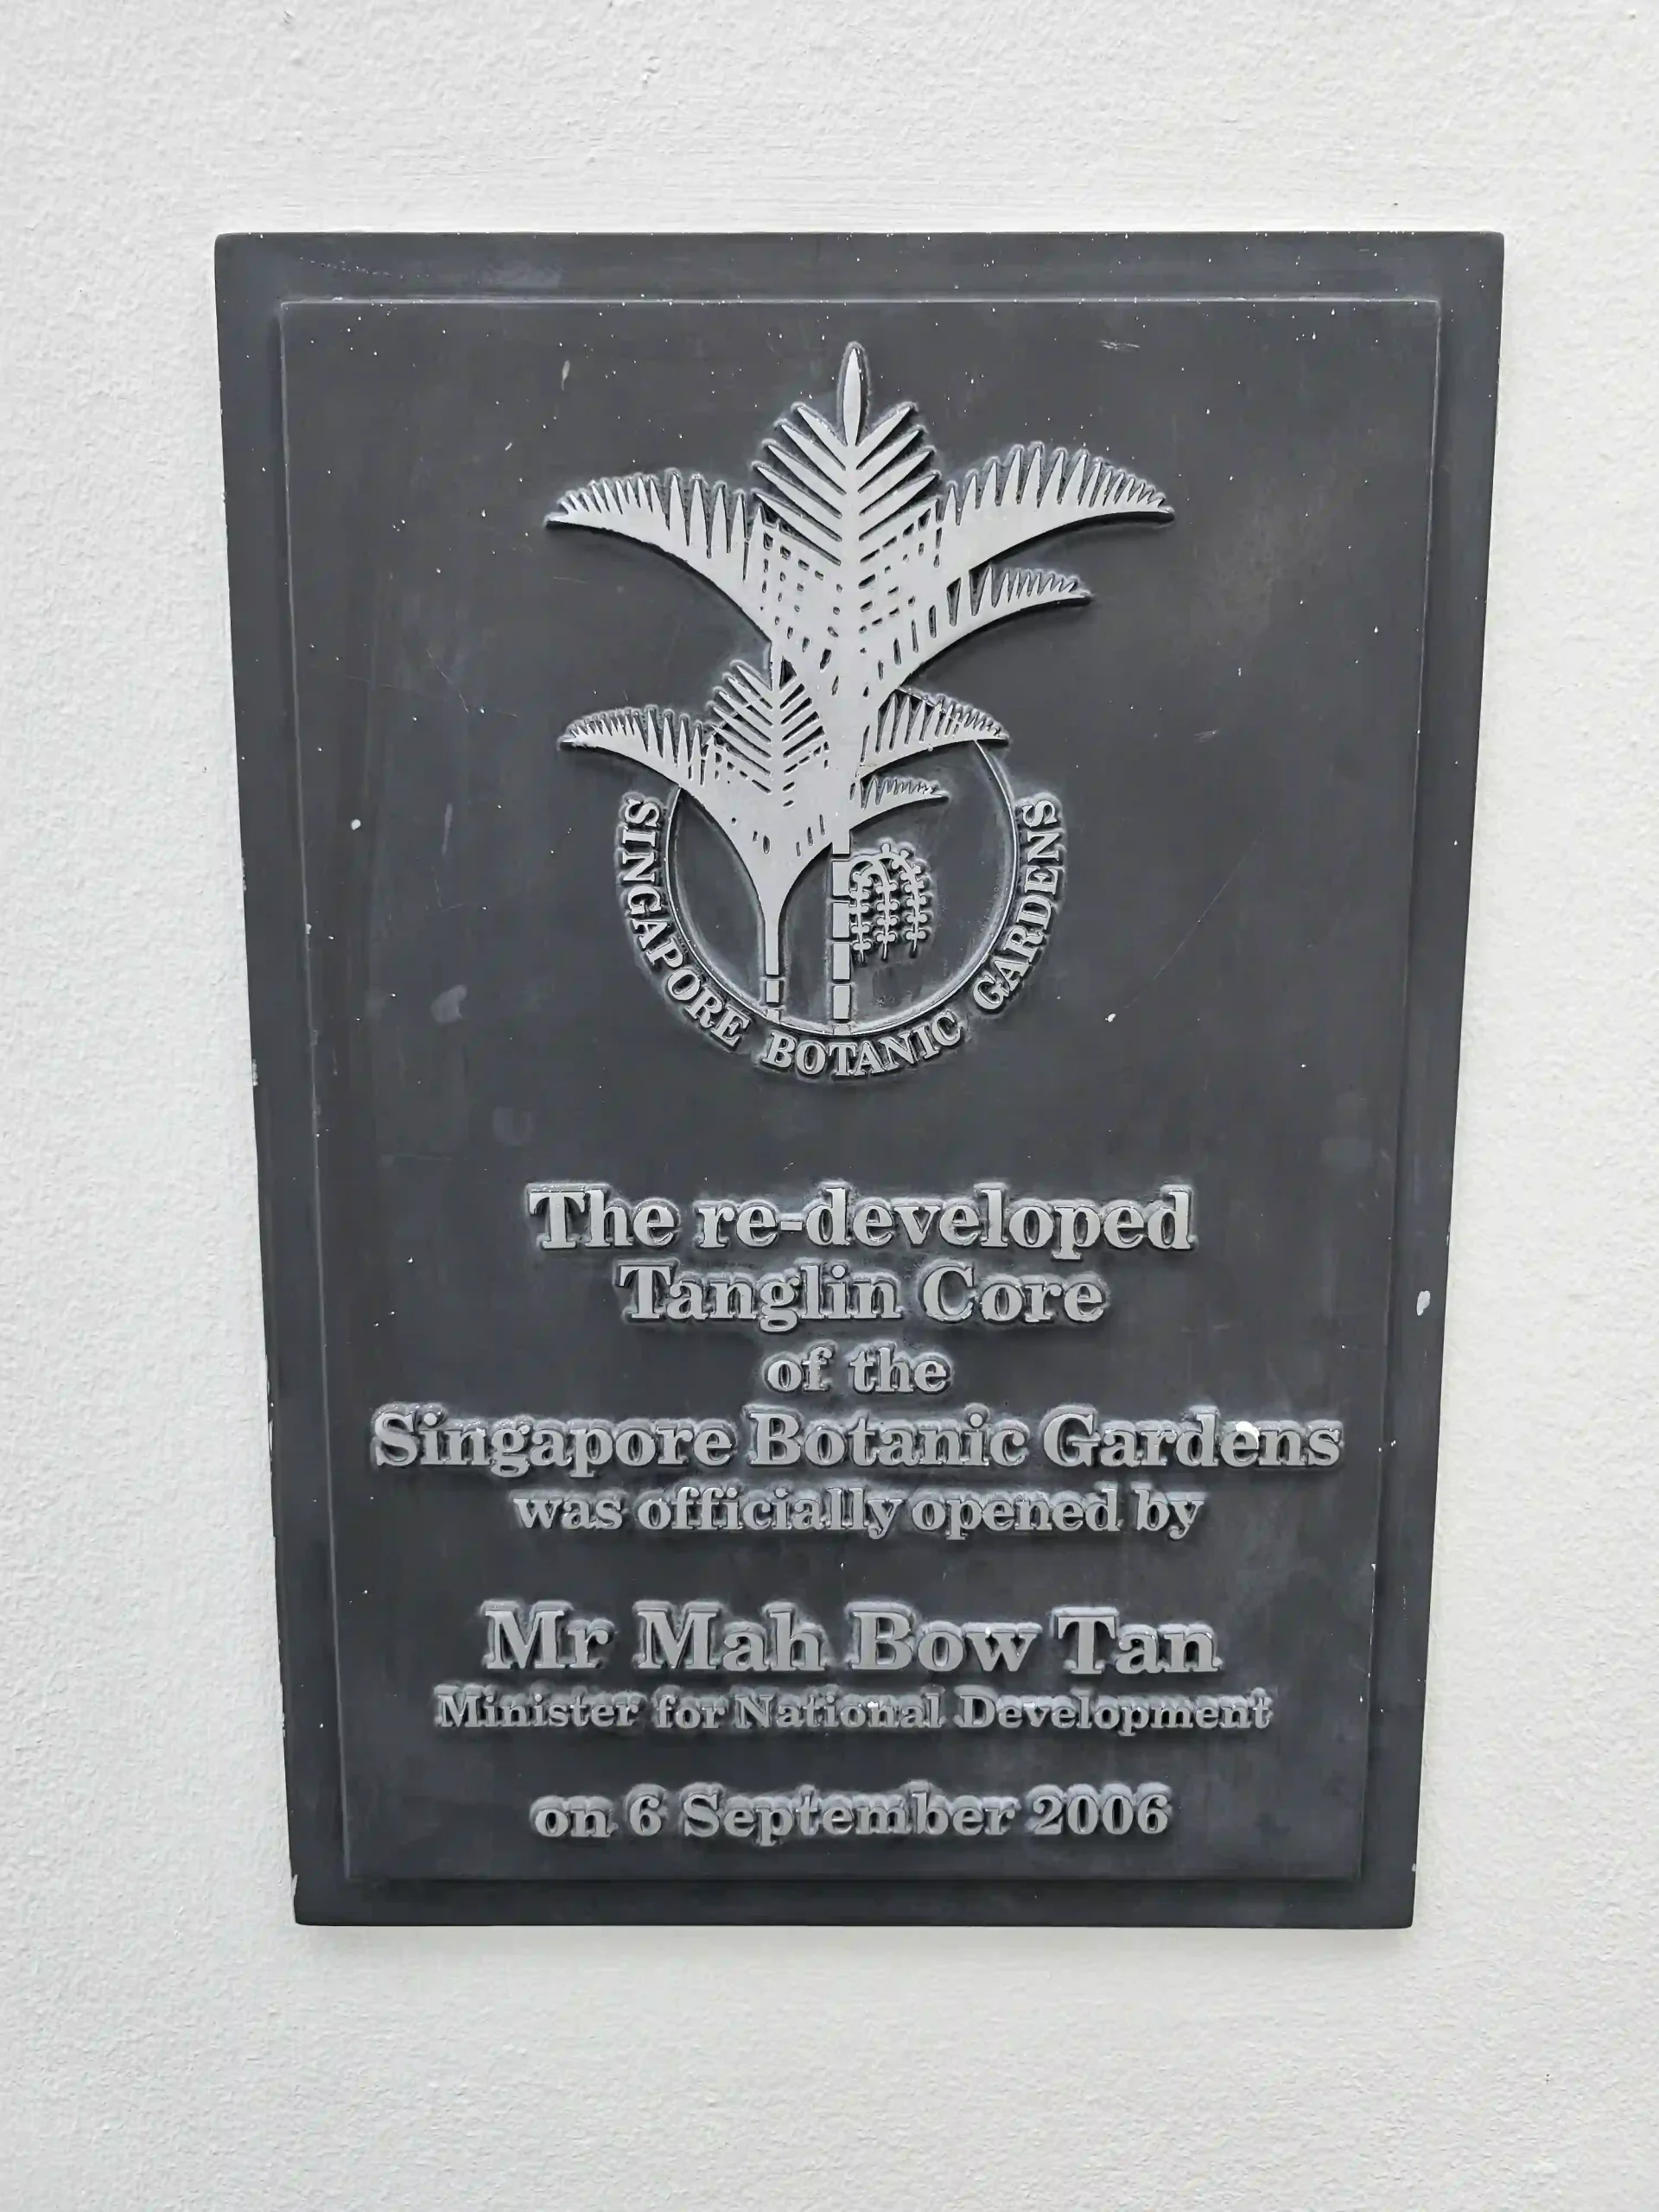 SINGAPORE BOTANIC GARDENS
The re-developed
Tanglin Core
of the
Singapore Botanic Gardens
was officially opened by
Mr Mah Bow Tan
Minister for National Development
on 6 September 2006